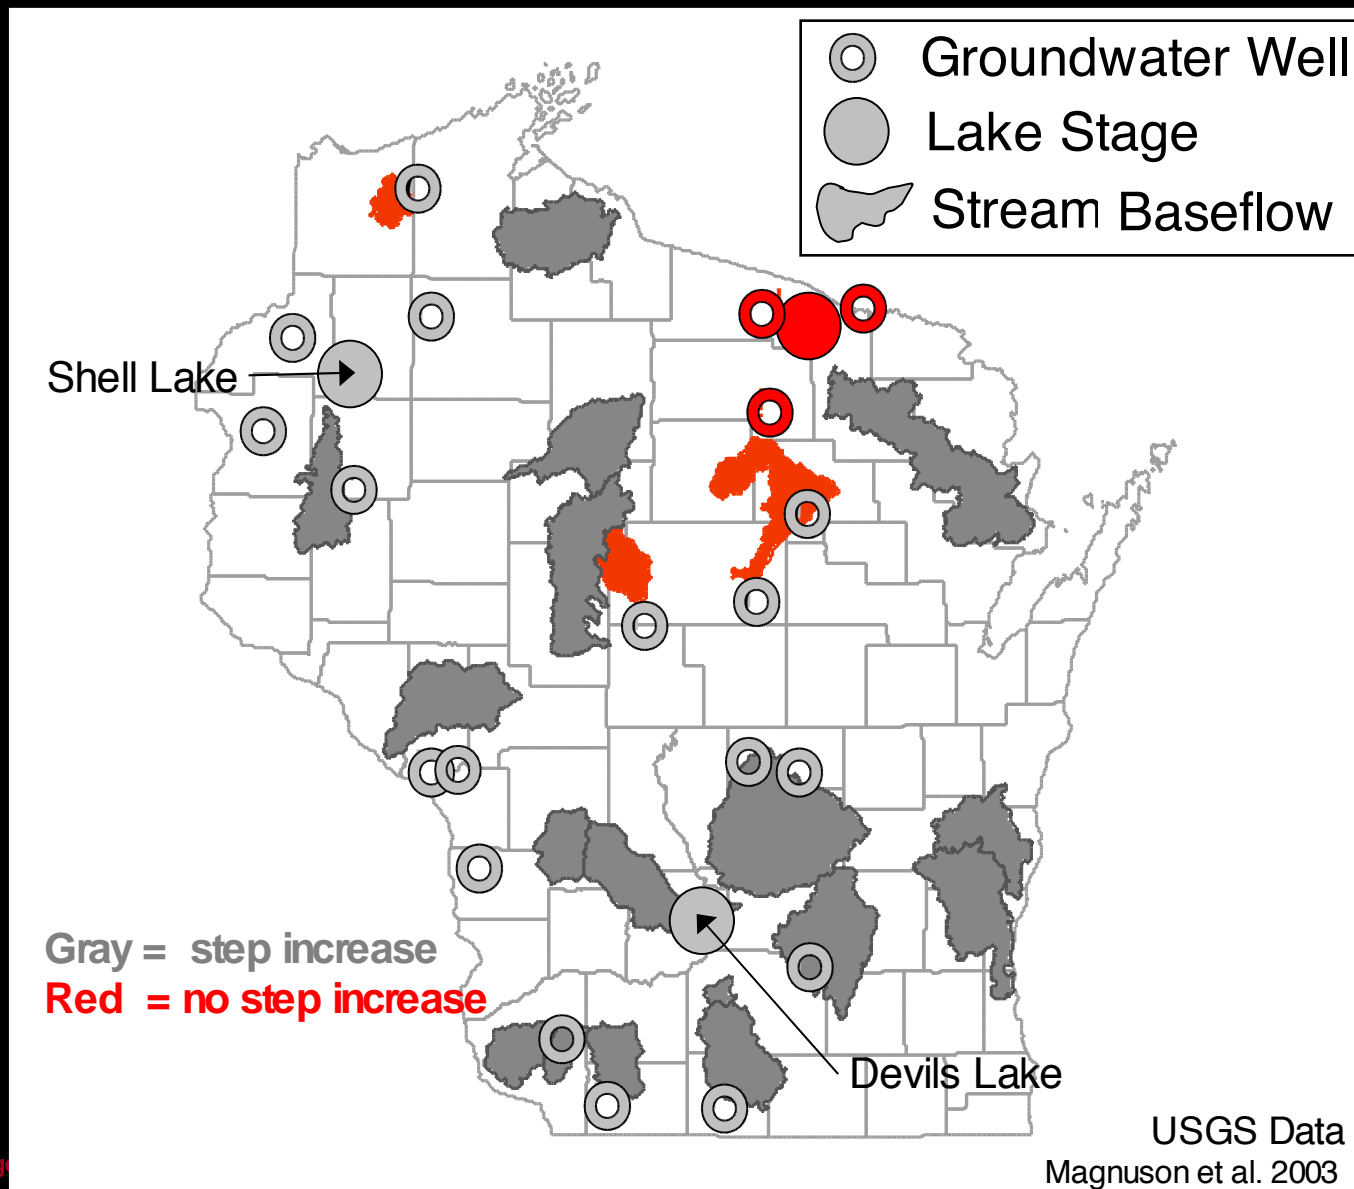 Groundwater Well
Lake Stage
Stream Baseflow
Shell Lake
Gray = step increase
Red = no step increase
Devils Lake
USGS Data
Magnuson et al. 2003